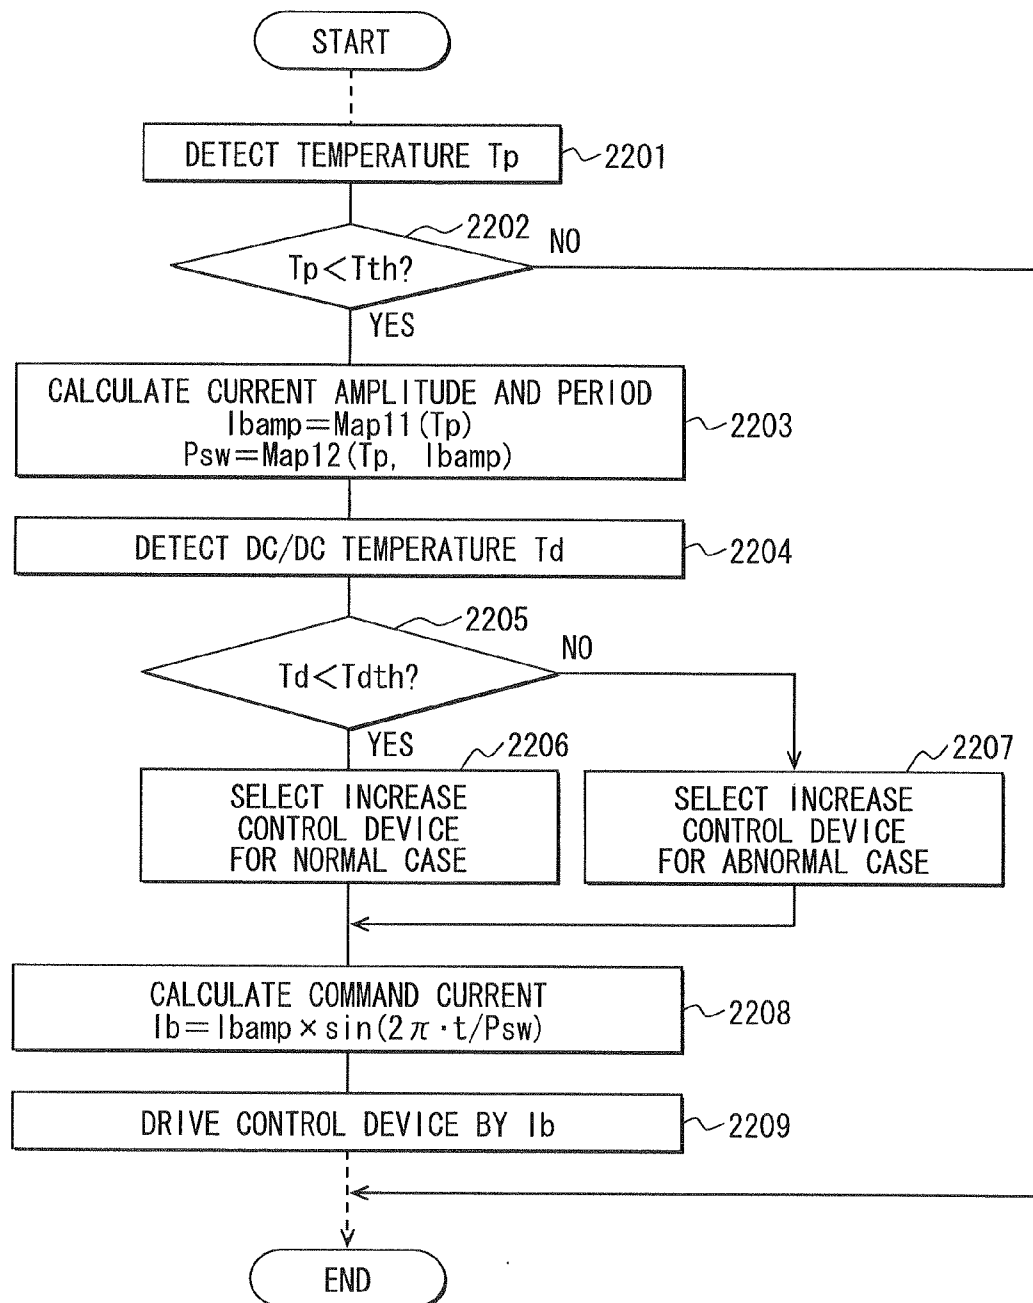 START
DETECT TEMPERATURE Tp
2201
2202
Tp<Tth?
NO
YES
CALCULATE CURRENT AMPLITUDE AND PERIOD
Ibamp=Map11(Tp)
Psw=Map12(Tp, Ibamp)
2203
DETECT DC/DC TEMPERATURE Td
2204
2205
Td<Tdth?
NO
YES
2206
SELECT INCREASE
CONTROL DEVICE
FOR NORMAL CASE
2207
SELECT INCREASE
CONTROL DEVICE
FOR ABNORMAL CASE
CALCULATE COMMAND CURRENT
Ib=Ibamp×sin(2π·t/Psw)
2208
DRIVE CONTROL DEVICE BY Ib
2209
END